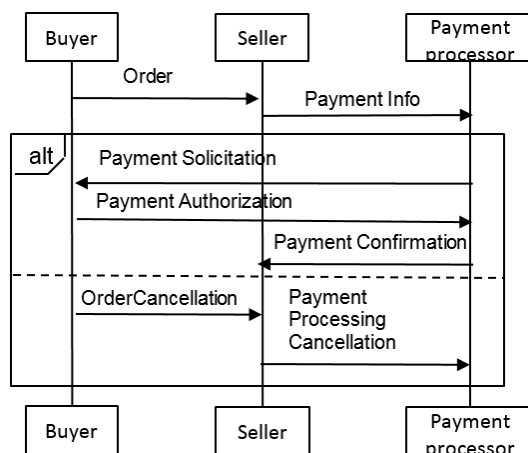 Buyer
Seller
Payment
processor
Order
Payment Info
alt
Payment Solicitation
Payment Authorization
Payment Confirmation
OrderCancellation
Payment
Processing
Cancellation
Buyer
Seller
Payment
processor